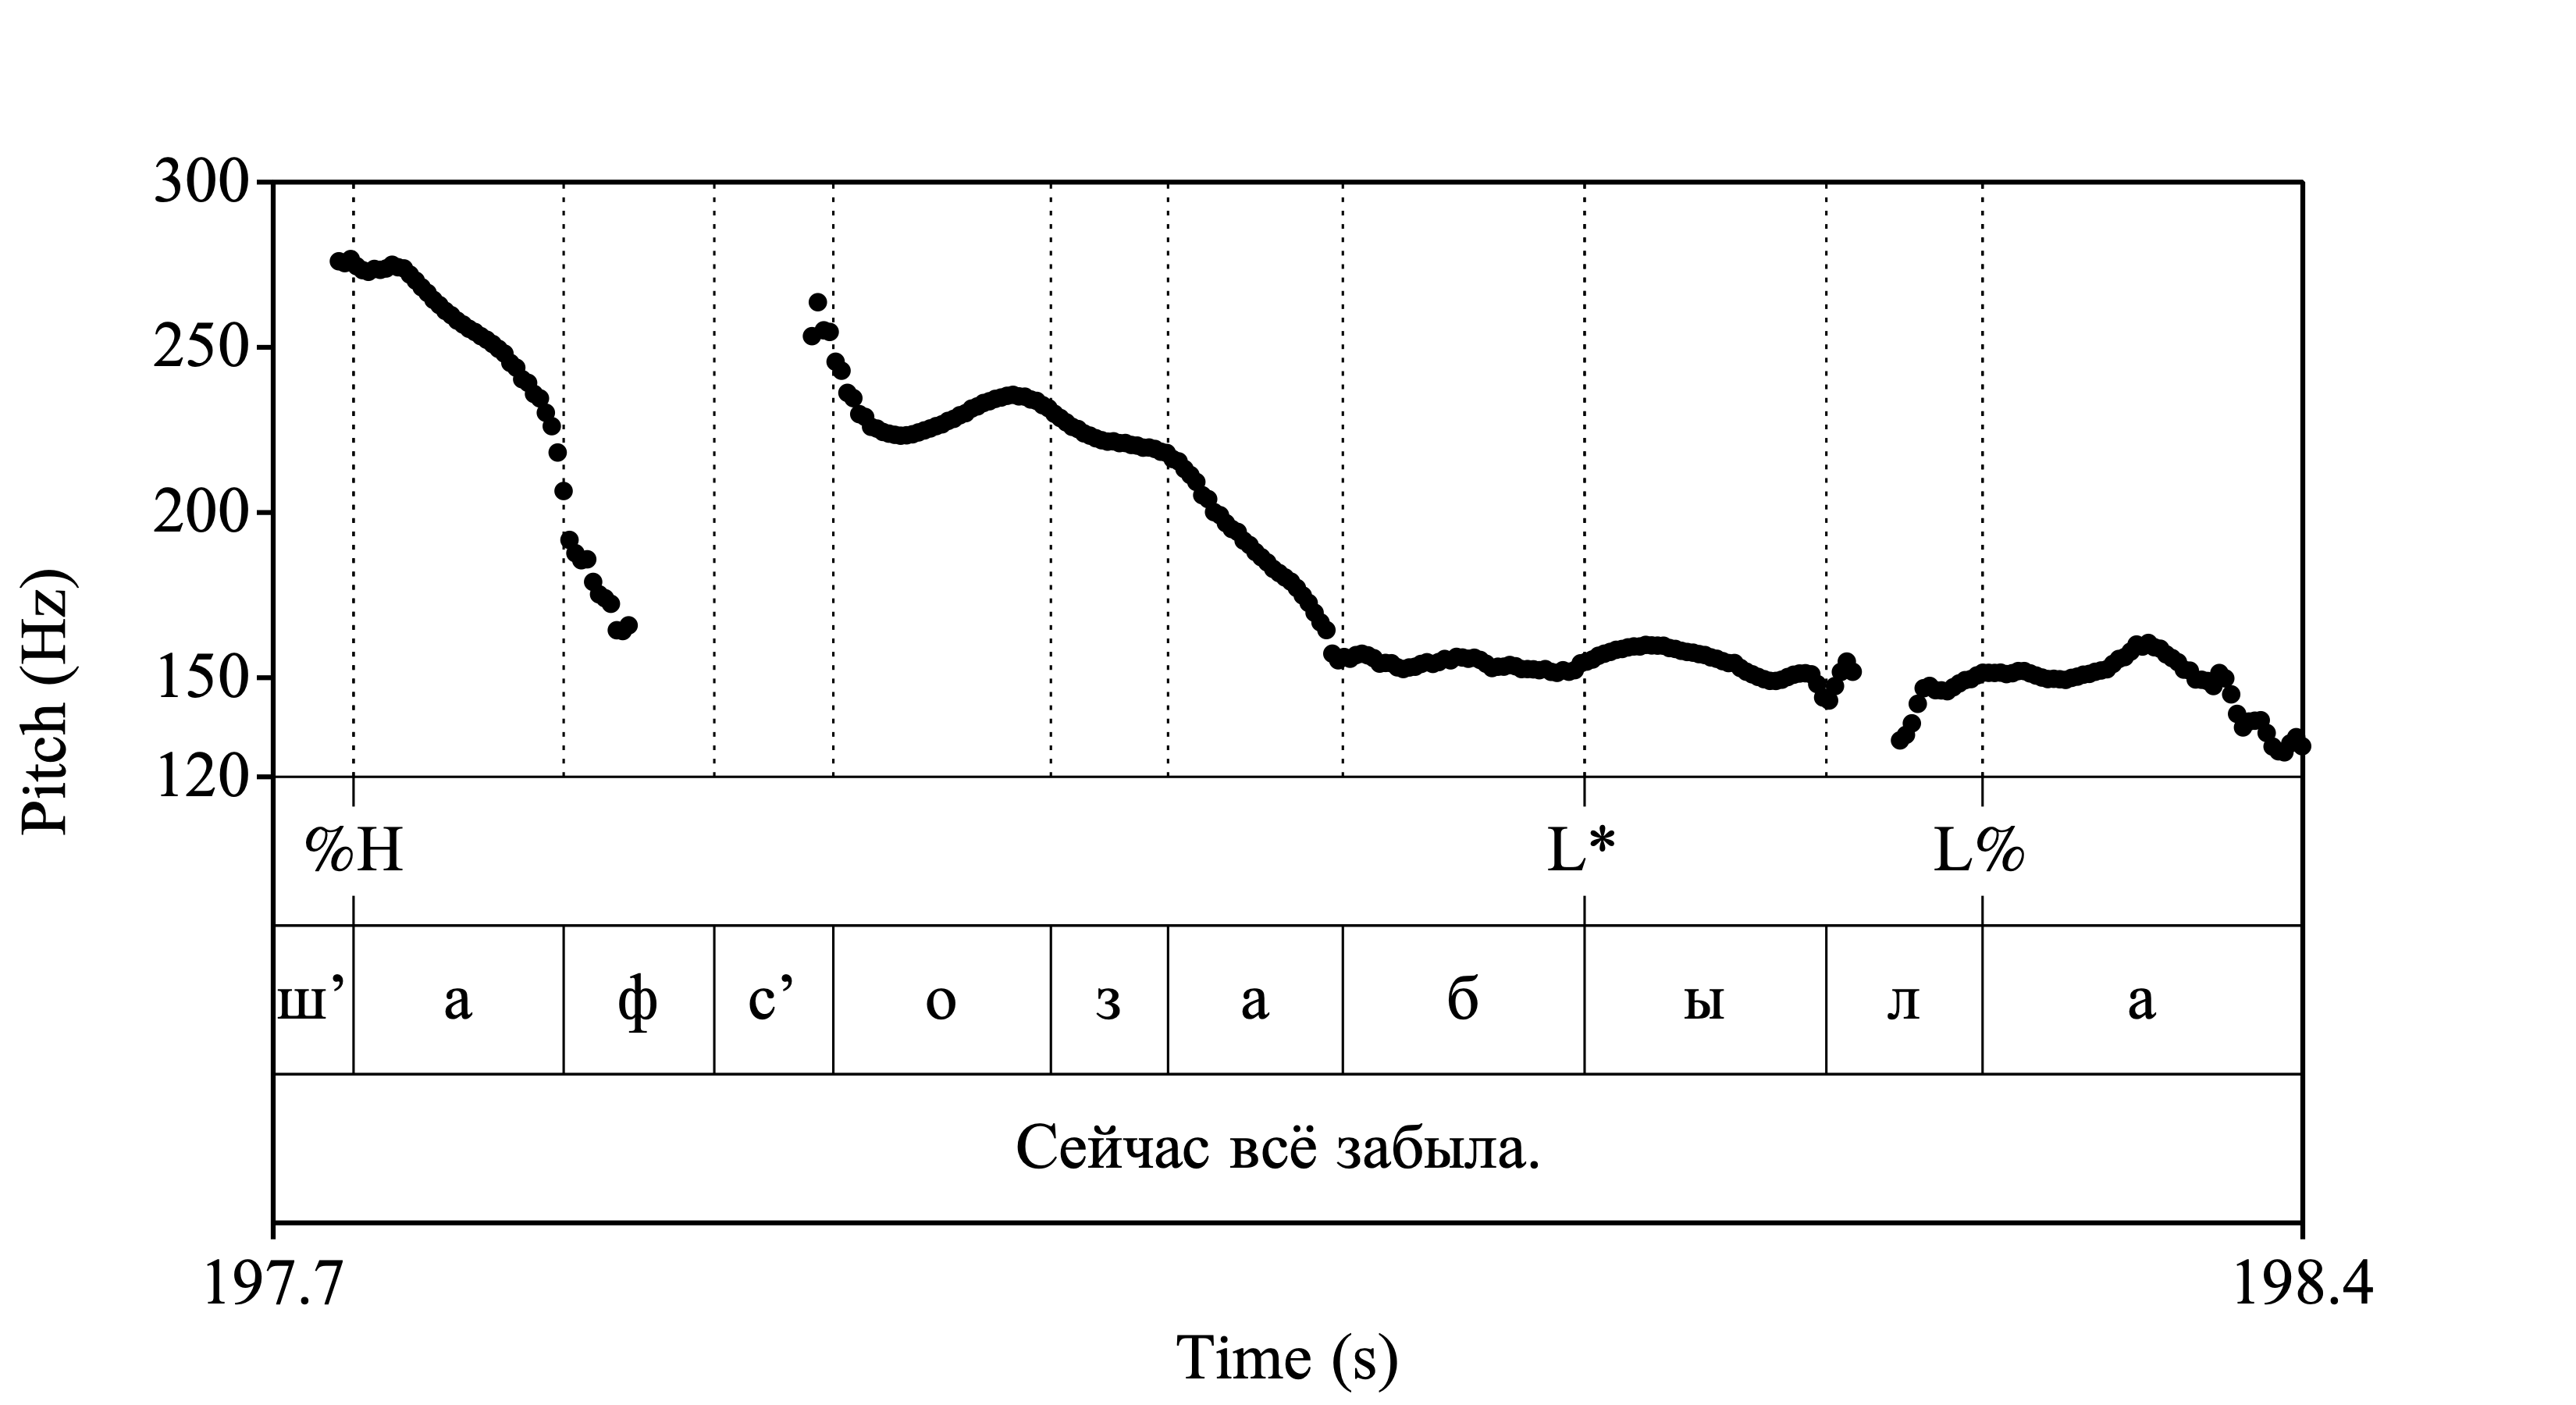 300
250
200
150
120
Pitch (Hz)
%H L* L%
ш’ а ф с’ о з а б ы л а
Сейчас всё забыла.
197.7 198.4
Time (s)